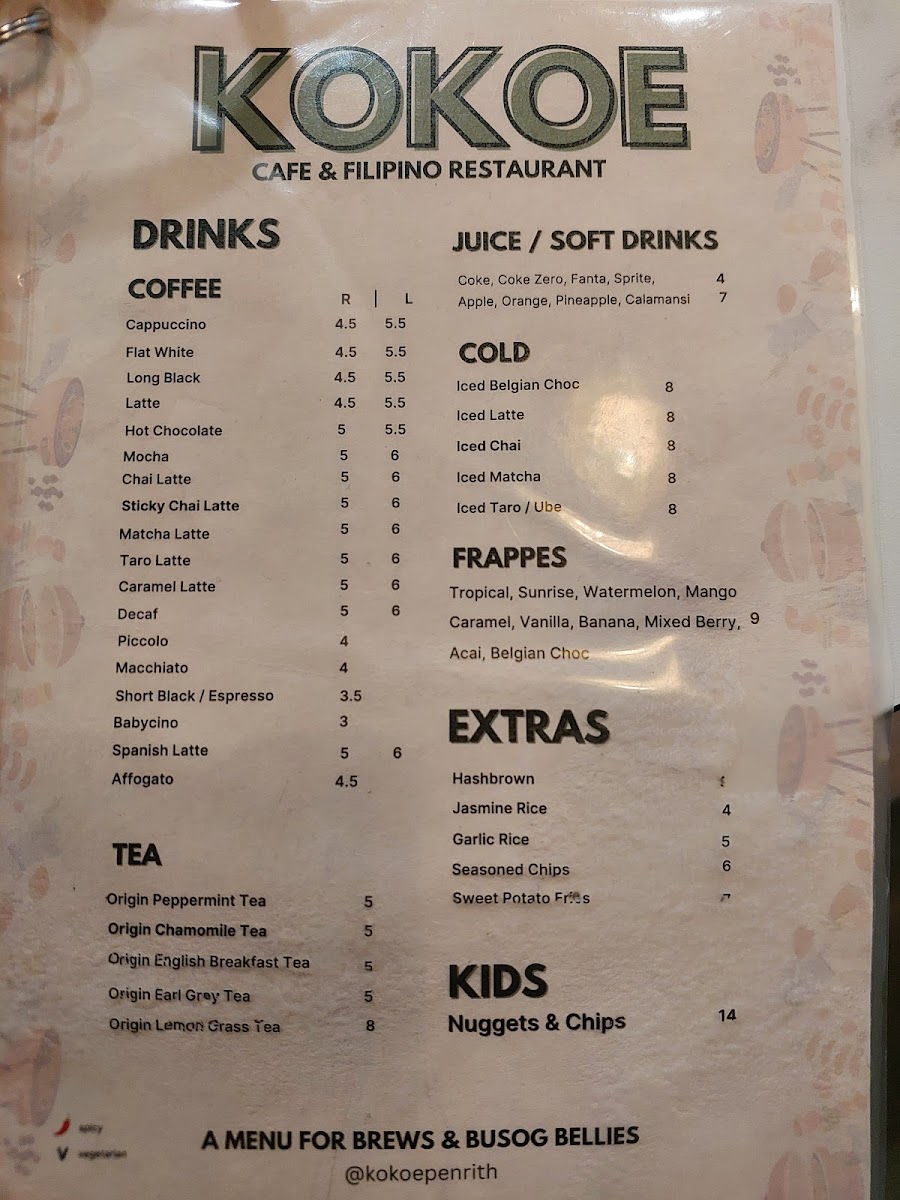 KOKOE
CAFE & FILIPINO RESTAURANT
DRINKS
COFFEE
R | L
Cappuccino 4.5 5.5
Flat White 4.5 5.5
Long Black 4.5 5.5
Latte 4.5 5.5
Hot Chocolate 5 5.5
Mocha 5 6
Chai Latte 5 6
Sticky Chai Latte 5 6
Matcha Latte 5 6
Taro Latte 5 6
Caramel Latte 5 6
Decaf 5 6
Piccolo 4
Macchiato 4
Short Black / Espresso 3.5
Babycino 3
Spanish Latte 5 6
Affogato 4.5
TEA
Origin Peppermint Tea 5
Origin Chamomile Tea 5
Origin English Breakfast Tea 5
Origin Earl Grey Tea 5
Origin Lemon Grass Tea 8
JUICE / SOFT DRINKS
Coke, Coke Zero, Fanta, Sprite, 4
Apple, Orange, Pineapple, Calamansi 7
COLD
Iced Belgian Choc 8
Iced Latte 8
Iced Chai 8
Iced Matcha 8
Iced Taro / Ube 8
FRAPPES
Tropical, Sunrise, Watermelon, Mango
Caramel, Vanilla, Banana, Mixed Berry, 9
Acai, Belgian Choc
EXTRAS
Hashbrown
Jasmine Rice 4
Garlic Rice 5
Seasoned Chips 6
Sweet Potato Fries
KIDS
Nuggets & Chips 14
spicy
V vegetarian
A MENU FOR BREWS & BUSOG BELLIES
@kokoepenrith